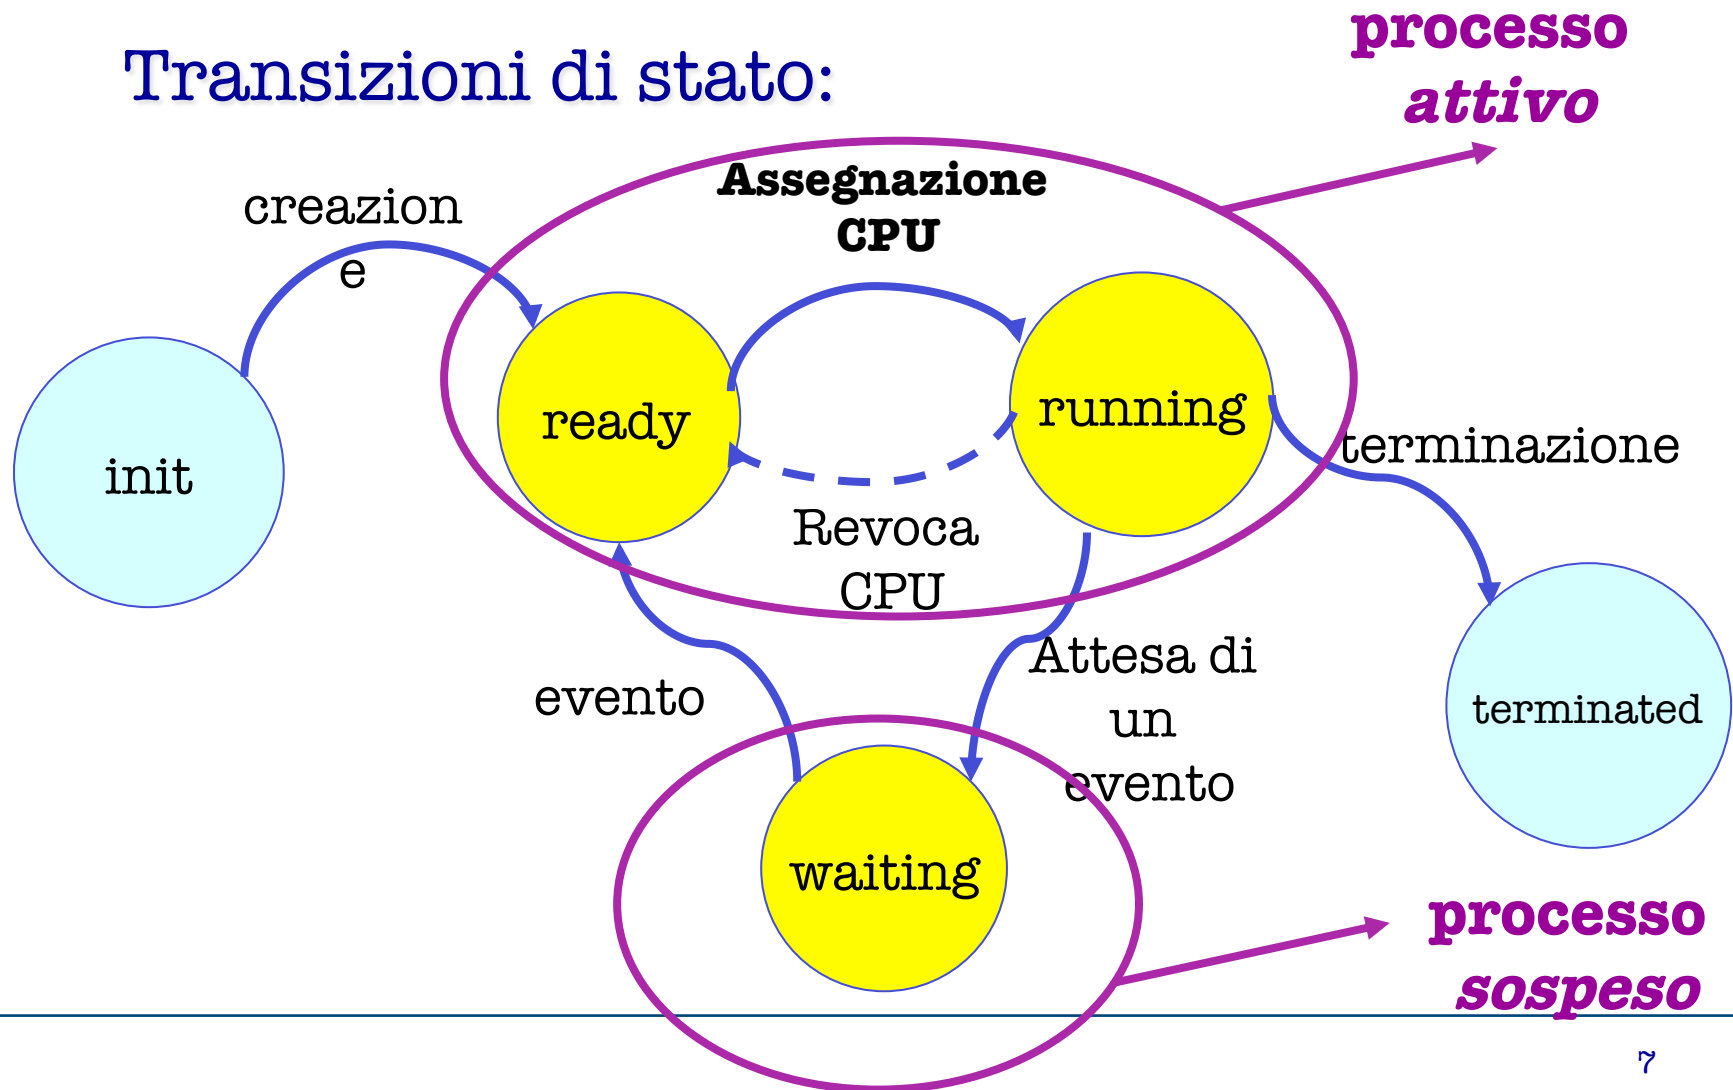 Transizioni di stato:
processo
attivo
creazion
e
Assegnazione
CPU
init
ready
running
terminazione
Revoca
CPU
evento
Attesa di
un
evento
terminated
waiting
processo
sospeso
7